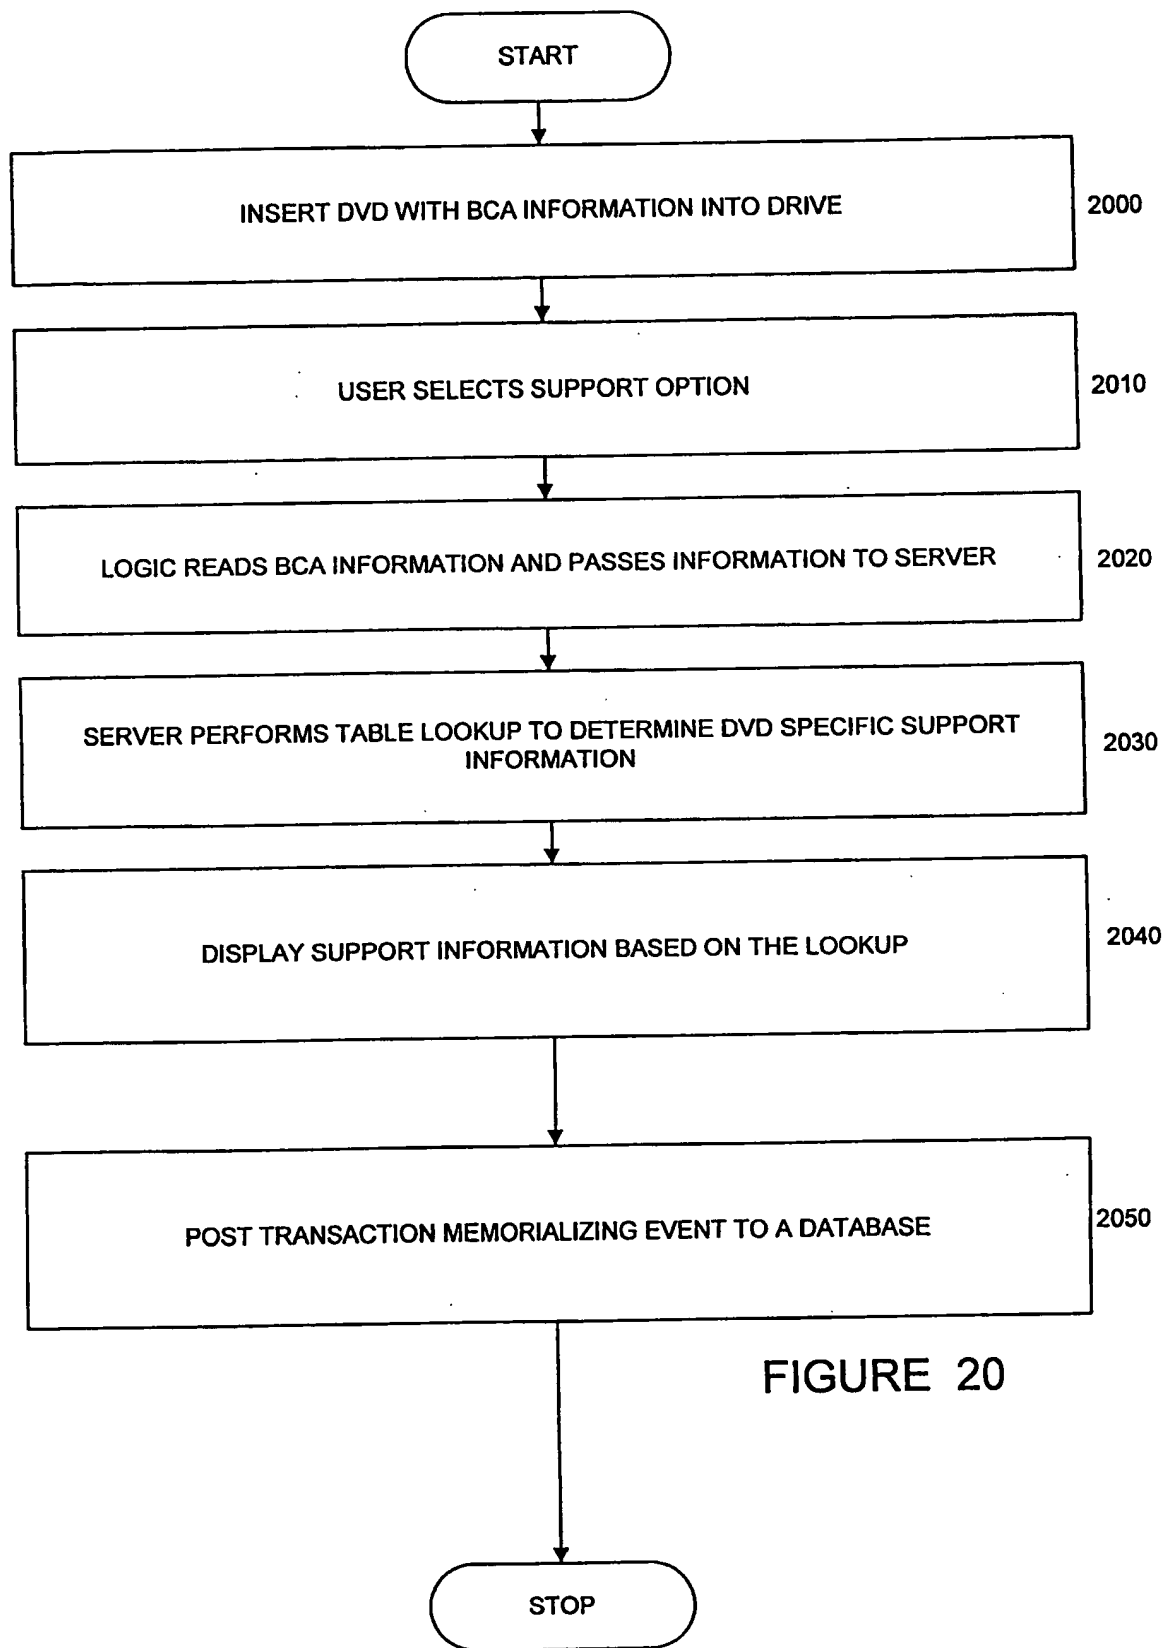 START
INSERT DVD WITH BCA INFORMATION INTO DRIVE
2000
USER SELECTS SUPPORT OPTION
2010
LOGIC READS BCA INFORMATION AND PASSES INFORMATION TO SERVER
2020
SERVER PERFORMS TABLE LOOKUP TO DETERMINE DVD SPECIFIC SUPPORT
INFORMATION
2030
DISPLAY SUPPORT INFORMATION BASED ON THE LOOKUP
2040
POST TRANSACTION MEMORIALIZING EVENT TO A DATABASE
2050
FIGURE 20
STOP